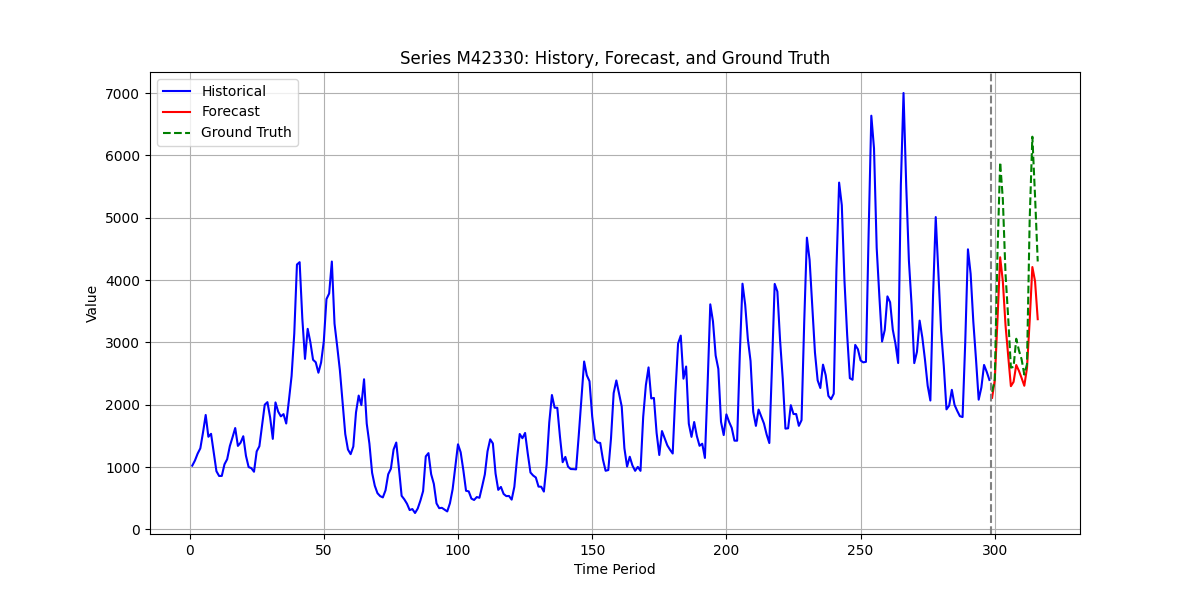 Series M42330: History, Forecast, and Ground Truth
Historical
Forecast
Ground Truth
7000
6000
5000
4000
3000
2000
1000
0
Value
0 50 100 150 200 250 300
Time Period